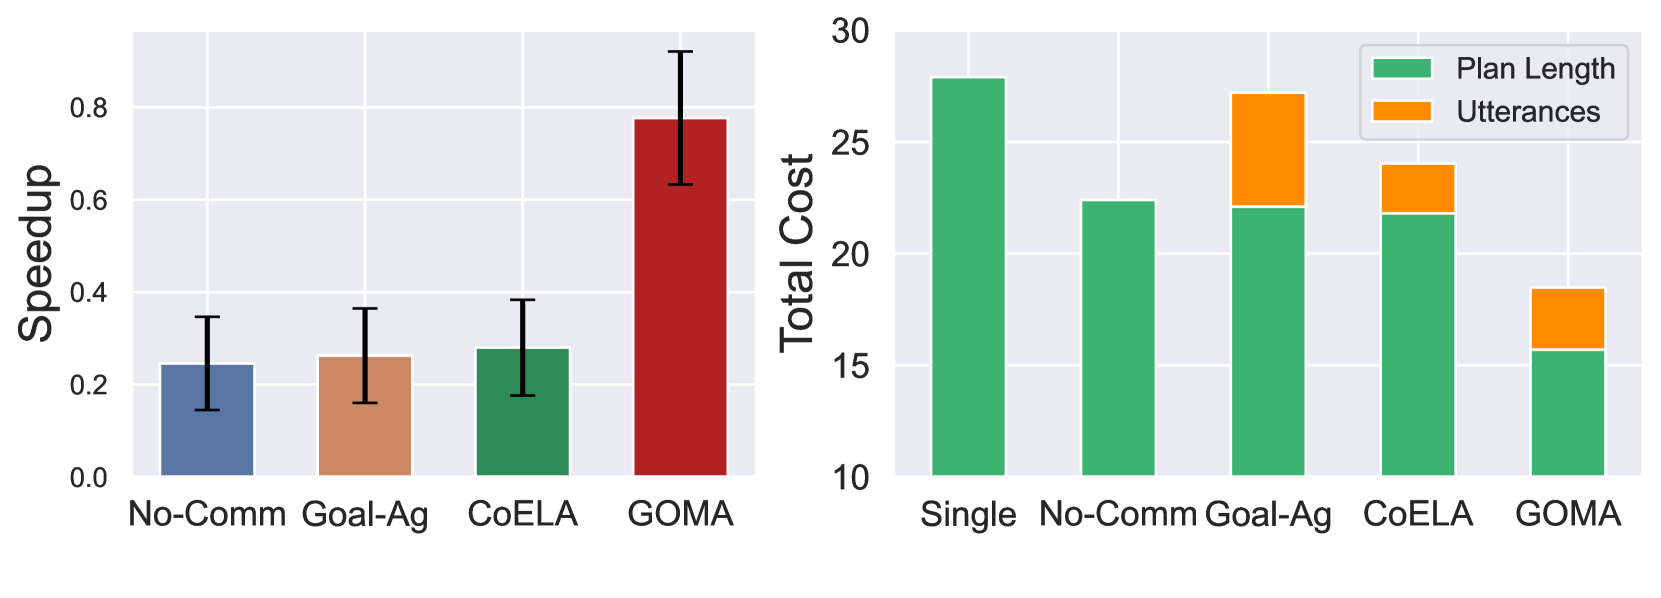 Speedup
0.8
0.6
0.4
0.2
0.0
No-Comm Goal-Ag CoELA GOMA
Total Cost
30
25
20
15
10
Plan Length
Utterances
Single No-Comm Goal-Ag CoELA GOMA